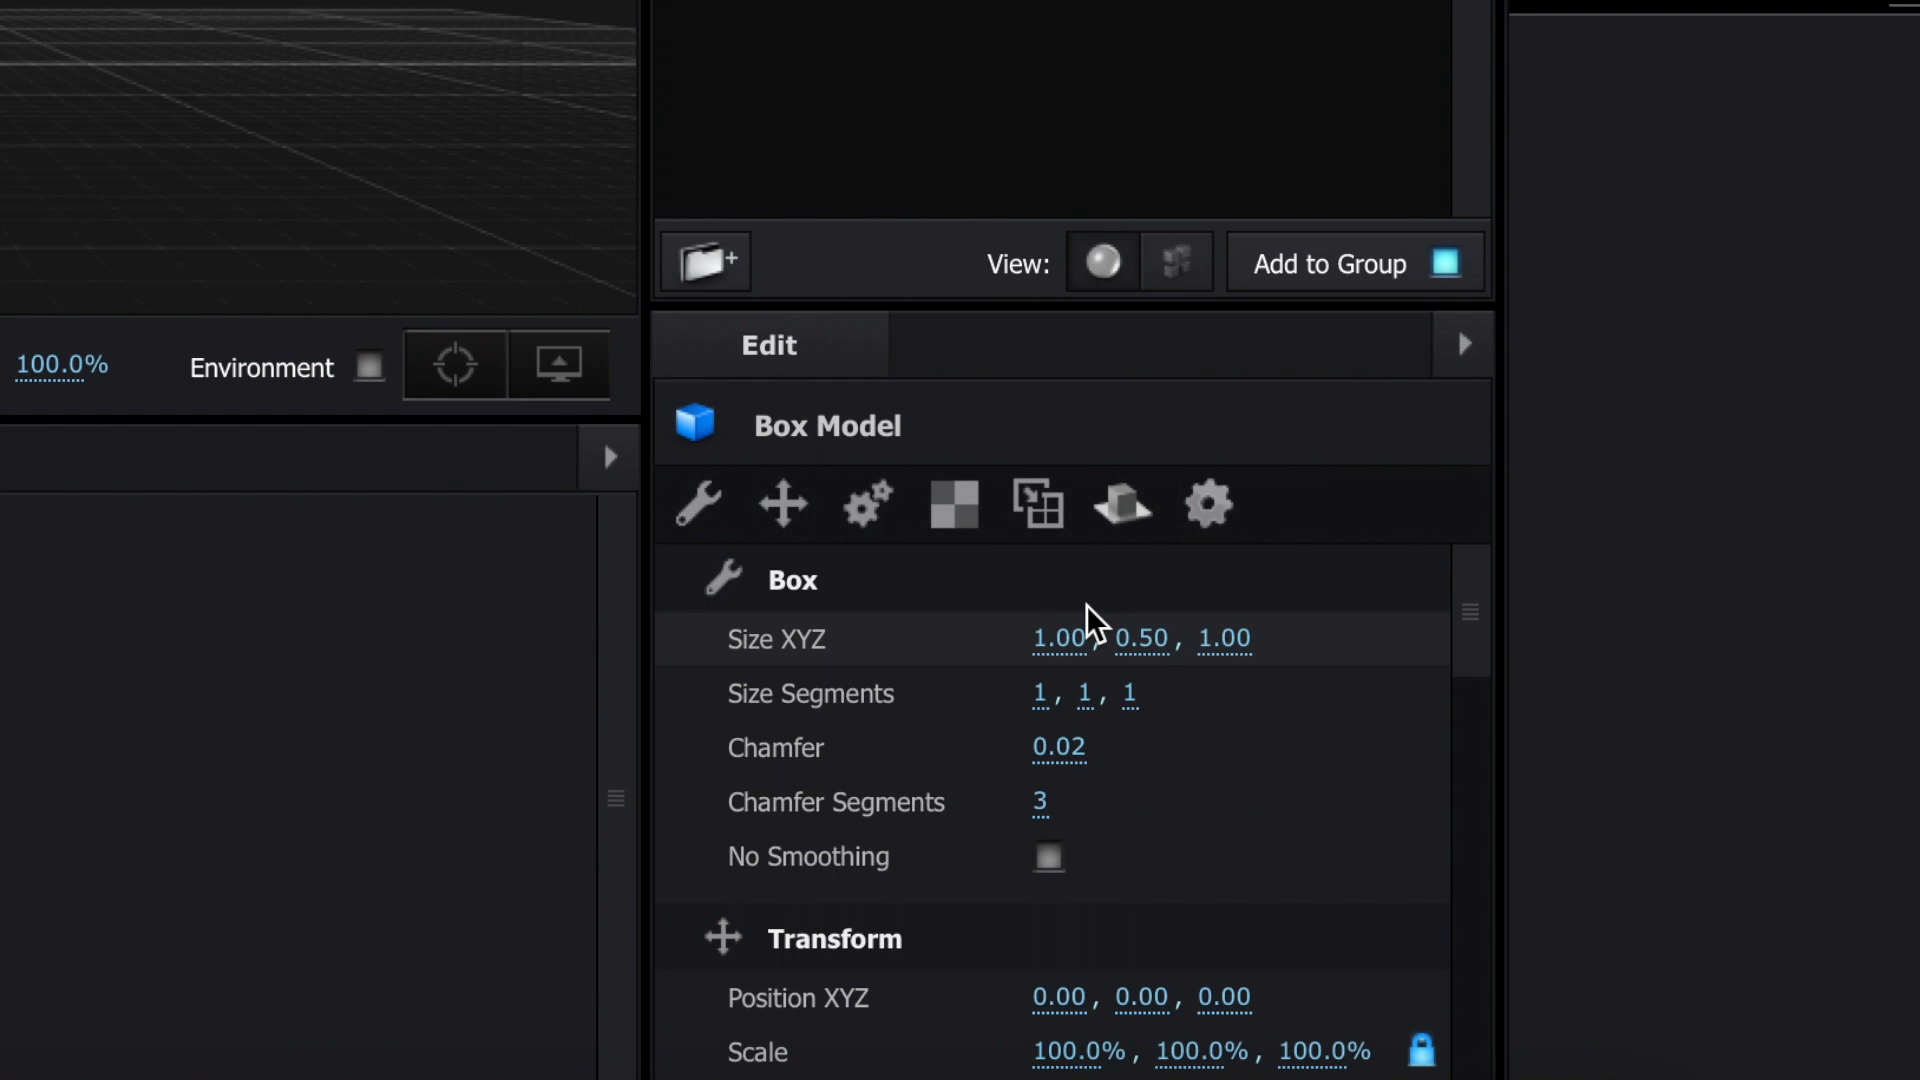 View:
Add to Group
100.0%
Environment
Edit
Box Model
Box
Size XYZ 1.00, 0.50, 1.00
Size Segments 1, 1, 1
Chamfer 0.02
Chamfer Segments 3
No Smoothing
Transform
Position XYZ 0.00, 0.00, 0.00
Scale 100.0%, 100.0%, 100.0%